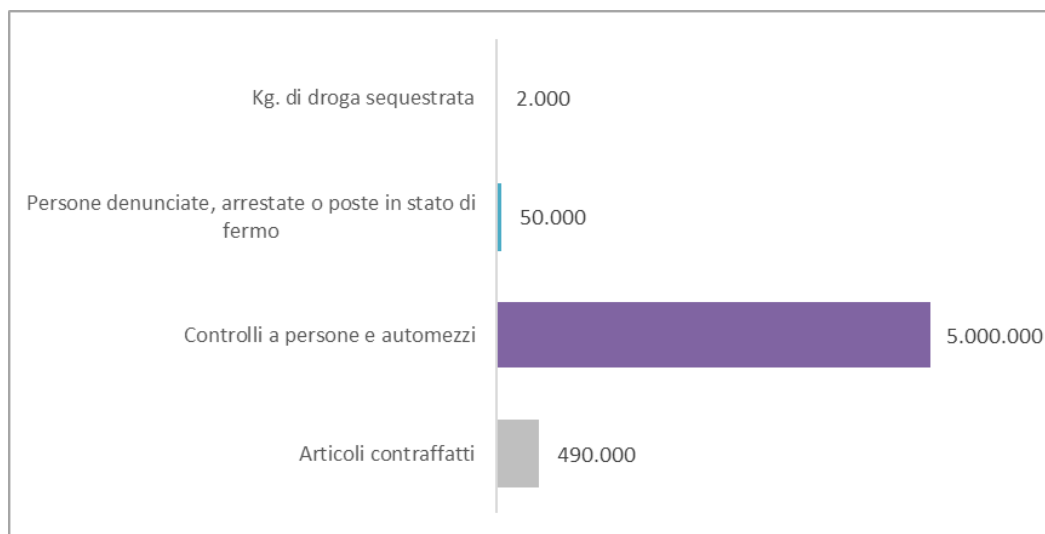 Kg. di droga sequestrata
2.000
Persone denunciate, arrestate o poste in stato di
fermo
50.000
Controlli a persone e automezzi
5.000.000
Articoli contraffatti
490.000